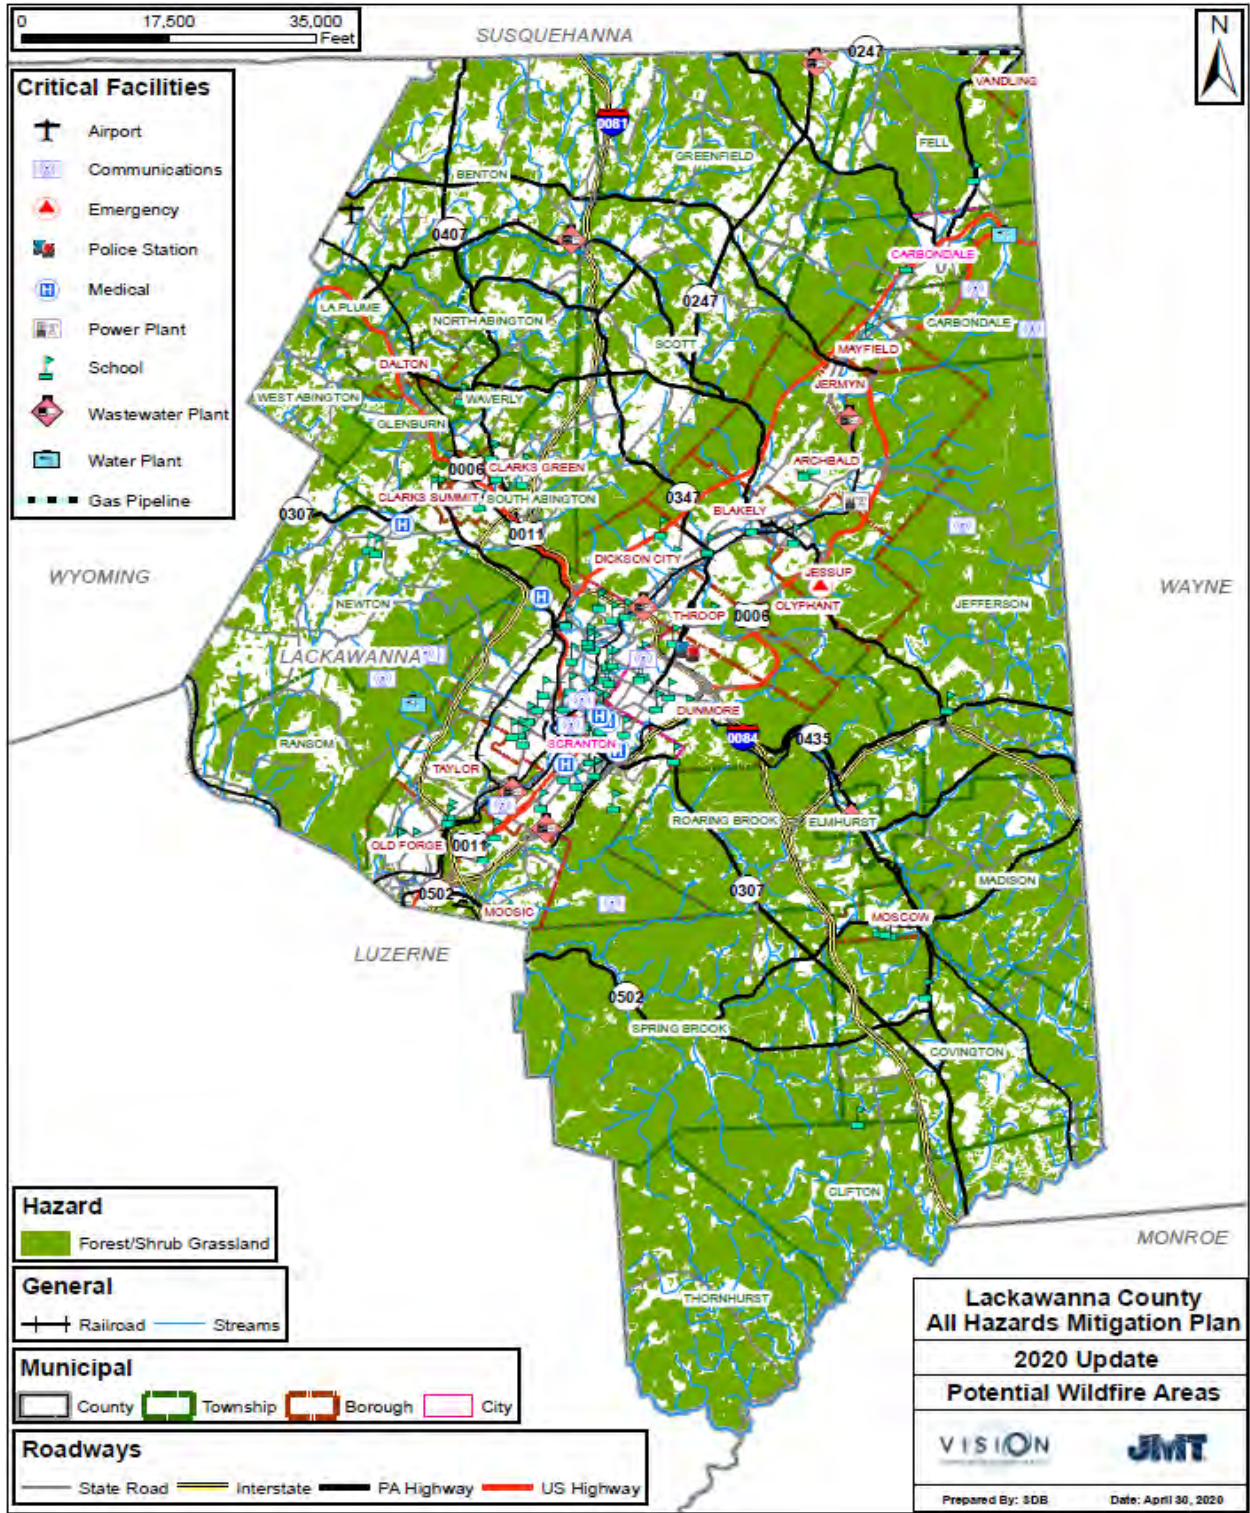 0 17,500 35,000
Feet
N
SUSQUEHANNA
Critical Facilities
Airport
Communications
Emergency
Police Station
Medical
Power Plant
School
Wastewater Plant
Water Plant
Gas Pipeline
0247
VANDLING
0081
FELL
GREENFIELD
BENTON
0407
CARBONDALE
0247
LA PLUME
NORTH ABINGTON
CARBONDALE
SCOTT
MAYFIELD
DALTON
JERMYN
WEST ABINGTON
WAVERLY
GLENBURN
ARCHBALD
0006
CLARKS GREEN
CLARKS SUMMIT
SOUTH ABINGTON
0347
BLAKELY
0307
0011
DICKSON CITY
WYOMING
JESSUP
WAYNE
NEWTON
OLYPHANT
JEFFERSON
THROOP
0006
LACKAWANNA
DUNMORE
RANSOM
SCRANTON
0084
0435
TAYLOR
ROARING BROOK
ELMHURST
OLD FORGE
0011
MADISON
0502
0307
MOOSIC
MOSCOW
LUZERNE
0502
SPRING BROOK
COVINGTON
CLIFTON
MONROE
THORNHURST
Hazard
Forest/Shrub Grassland
General
Railroad Streams
Municipal
County Township Borough City
Roadways
State Road Interstate PA Highway US Highway
Lackawanna County
All Hazards Mitigation Plan
2020 Update
Potential Wildfire Areas
VISION JMT
Prepared By: SDB Date: April 30, 2020